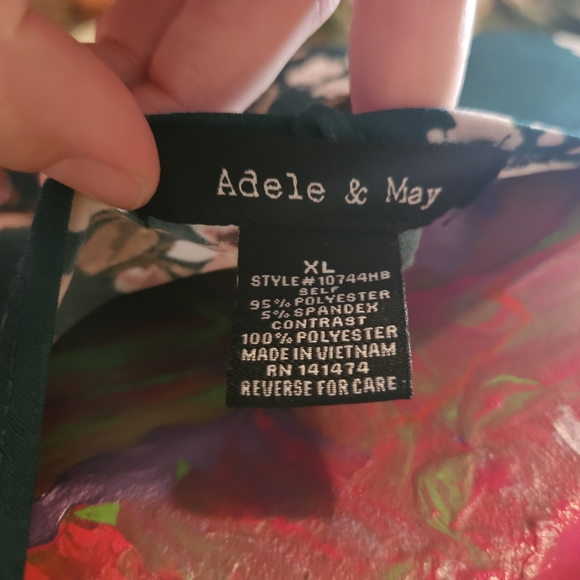 Adele & May
XL
STYLE#10744HB
SELF
95% POLYESTER
5% SPANDEX
CONTRAST
100% POLYESTER
MADE IN VIETNAM
RN 141474
REVERSE FOR CARE